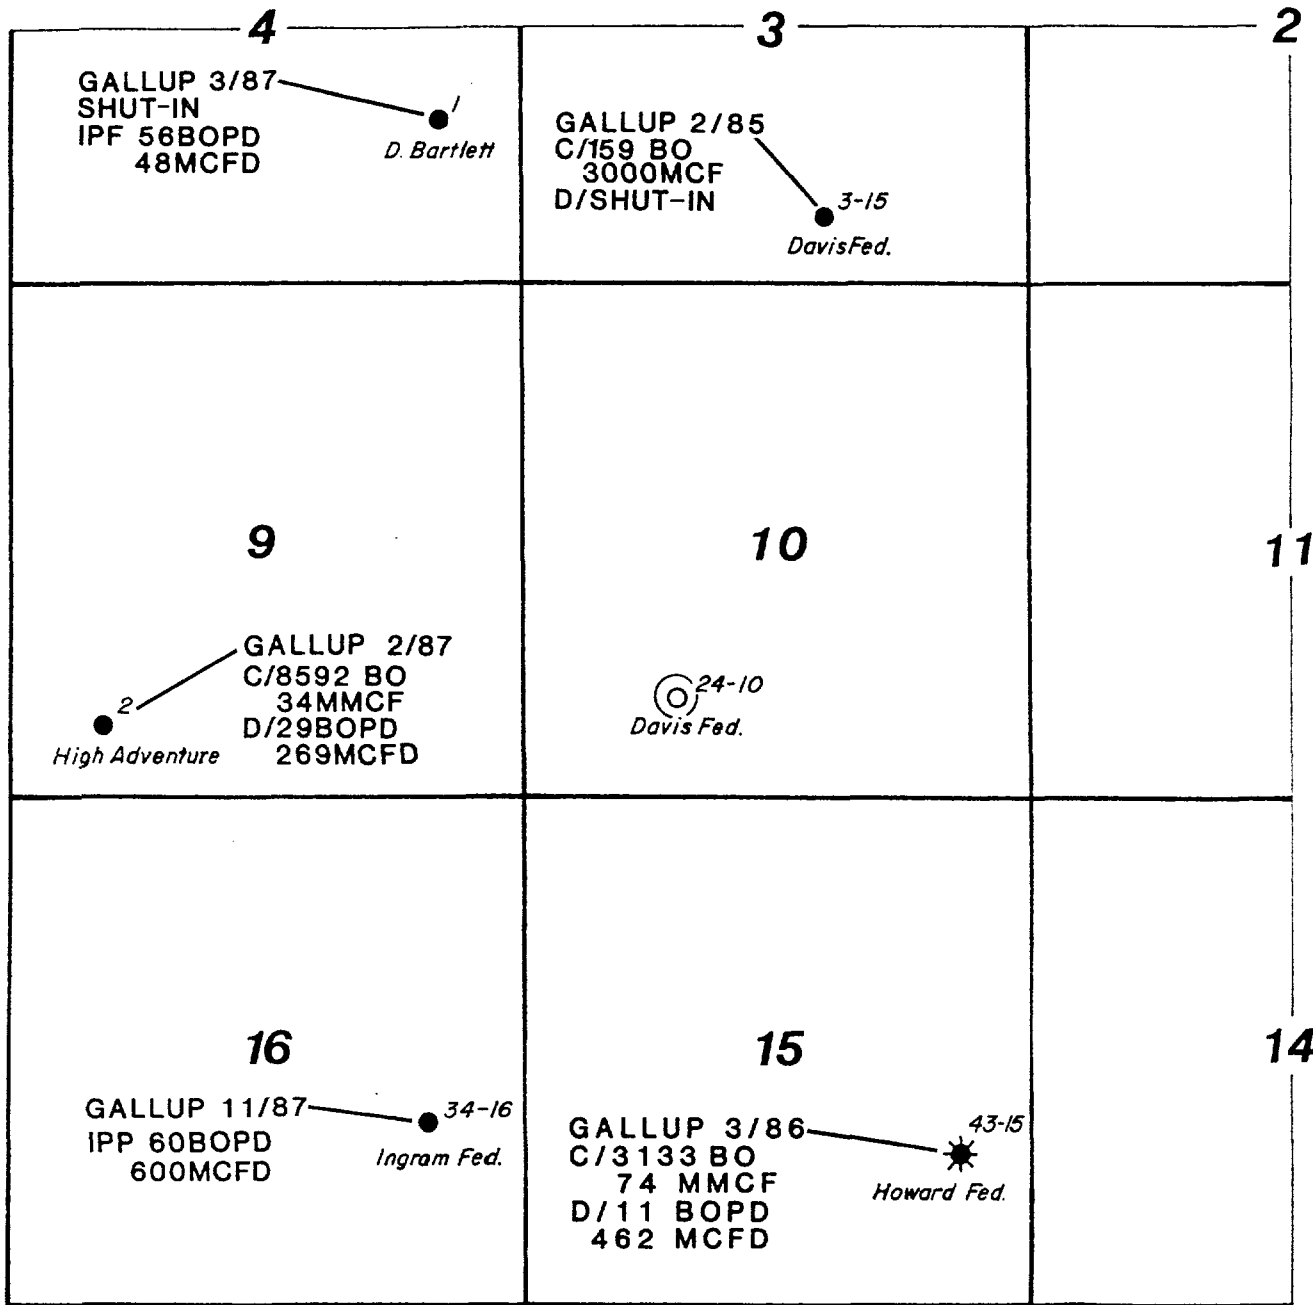 4
3
2
GALLUP 3/87
SHUT-IN
IPF 56BOPD
48MCFD
1
D. Bartlett
GALLUP 2/85
C/159 BO
3000MCF
D/SHUT-IN
3-15
Davis Fed.
9
10
11
GALLUP 2/87
C/8592 BO
34MMCF
D/29BOPD
269MCFD
2
High Adventure
24-10
Davis Fed.
16
15
14
GALLUP 11/87
IPP 60BOPD
600MCFD
34-16
Ingram Fed.
GALLUP 3/86
C/3133 BO
74 MMCF
D/11 BOPD
462 MCFD
43-15
Howard Fed.